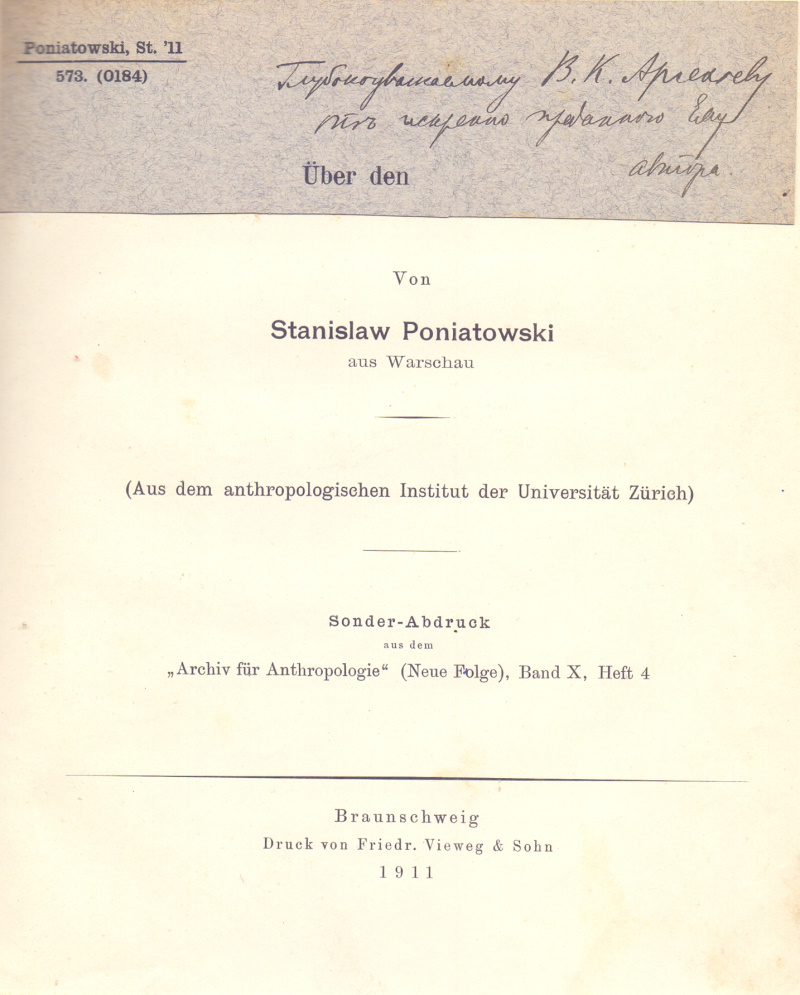 Poniatowski, St. '11
573. (0184)
Глубокоуважаемому В. К. Арсеньеву
отъ искренно преданного Ему
автора.
Über den
Von
Stanislaw Poniatowski
aus Warschau
(Aus dem anthropologischen Institut der Universität Zürich)
Sonder-Abdruck
aus dem
„Archiv für Anthropologie“ (Neue Folge), Band X, Heft 4
Braunschweig
Druck von Friedr. Vieweg & Sohn
1911